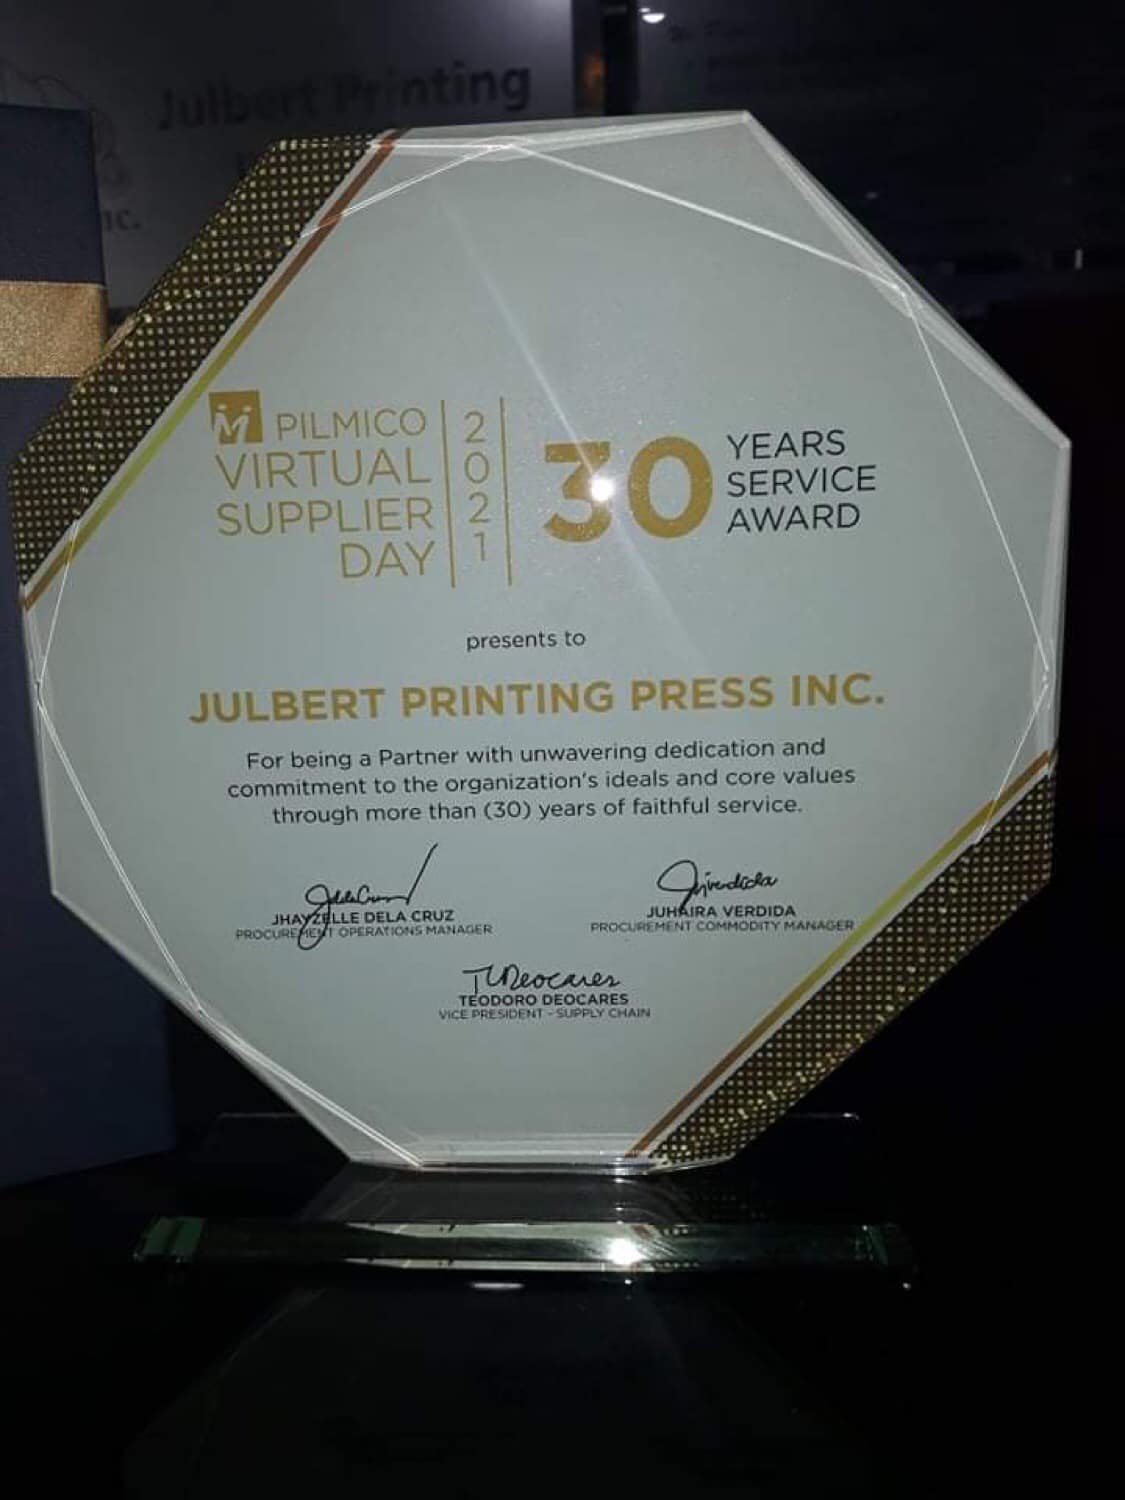 Julbert Printing
PILMICO
VIRTUAL
SUPPLIER
DAY
2021
30 YEARS
SERVICE
AWARD
presents to
JULBERT PRINTING PRESS INC.
For being a Partner with unwavering dedication and
commitment to the organization's ideals and core values
through more than (30) years of faithful service.
JHAYZELLE DELA CRUZ
PROCUREMENT OPERATIONS MANAGER
JUHAIRA VERDIDA
PROCUREMENT COMMODITY MANAGER
TLDeocares
TEODORO DEOCARES
VICE PRESIDENT - SUPPLY CHAIN